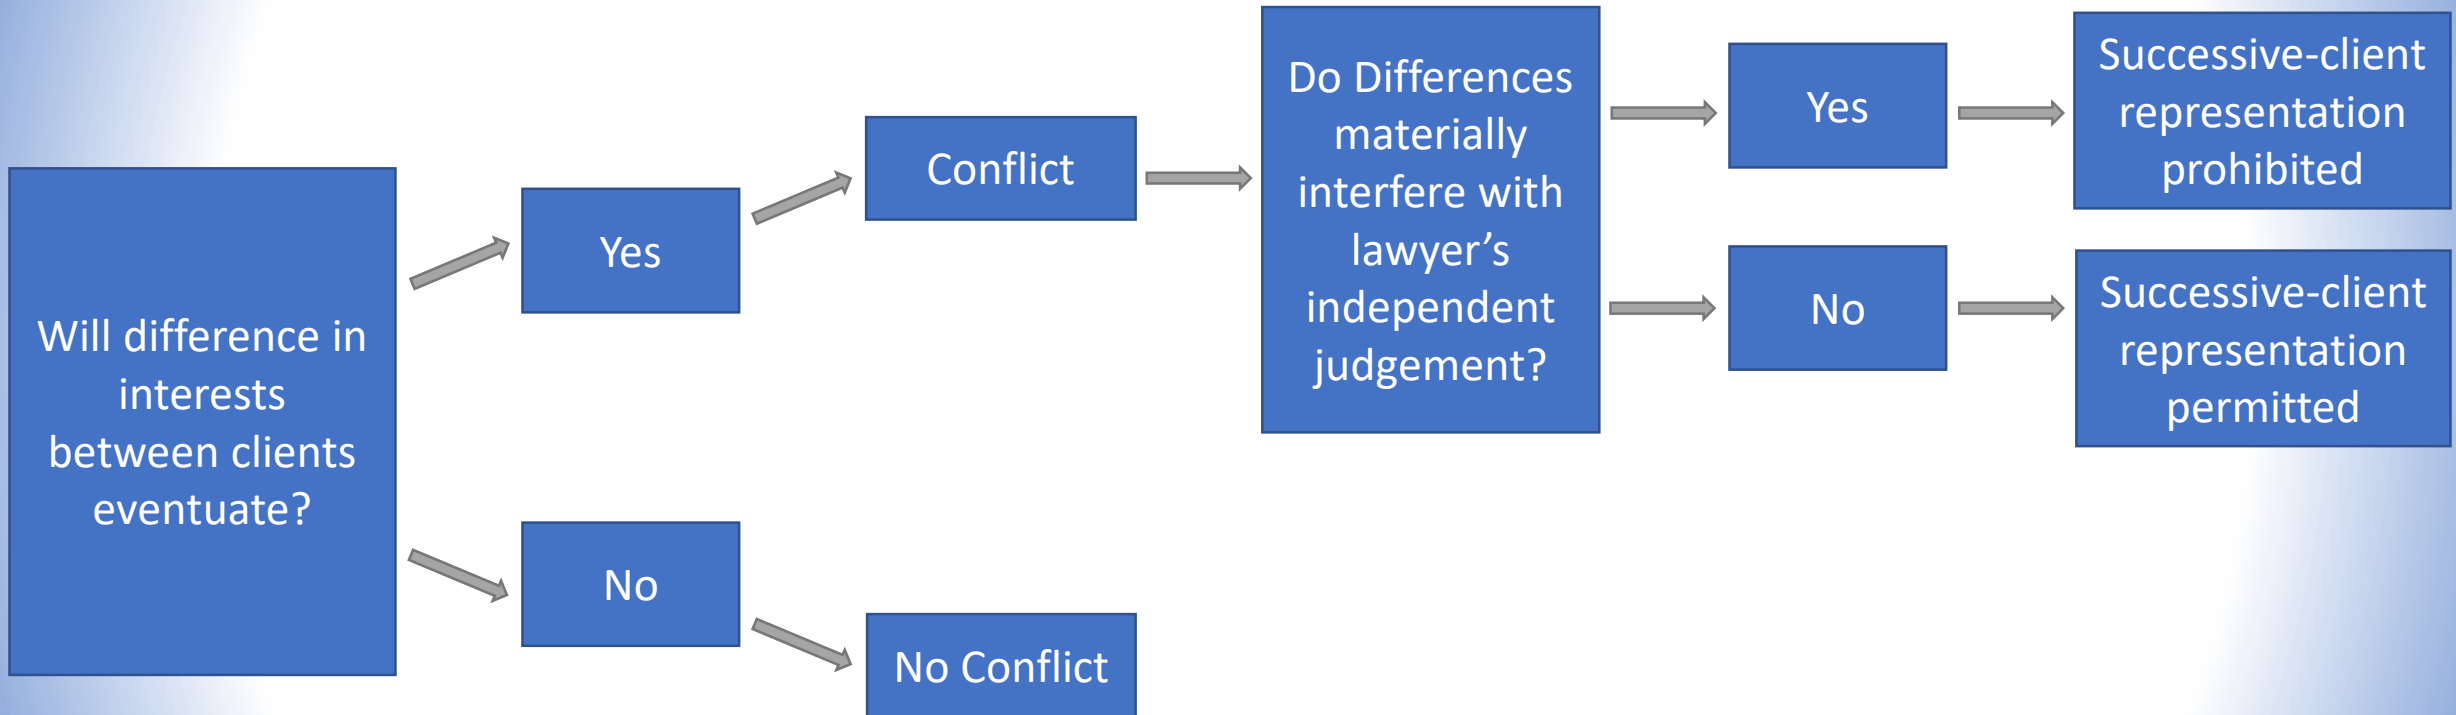 Will difference in
interests
between clients
eventuate?
Yes
No
Conflict
No Conflict
Do Differences
materially
interfere with
lawyer’s
independent
judgement?
Yes
No
Successive-client
representation
prohibited
Successive-client
representation
permitted